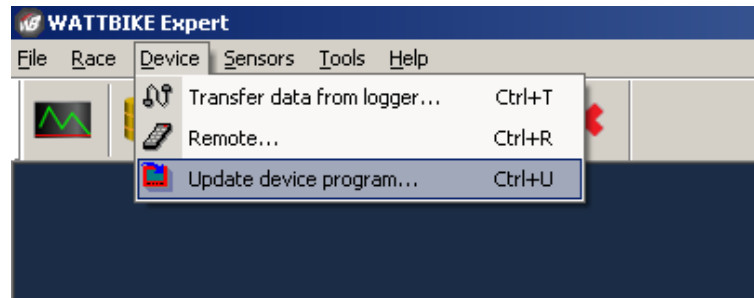 WATTBIKE Expert
File Race Device Sensors Tools Help
Transfer data from logger... Ctrl+T
Remote... Ctrl+R
Update device program... Ctrl+U